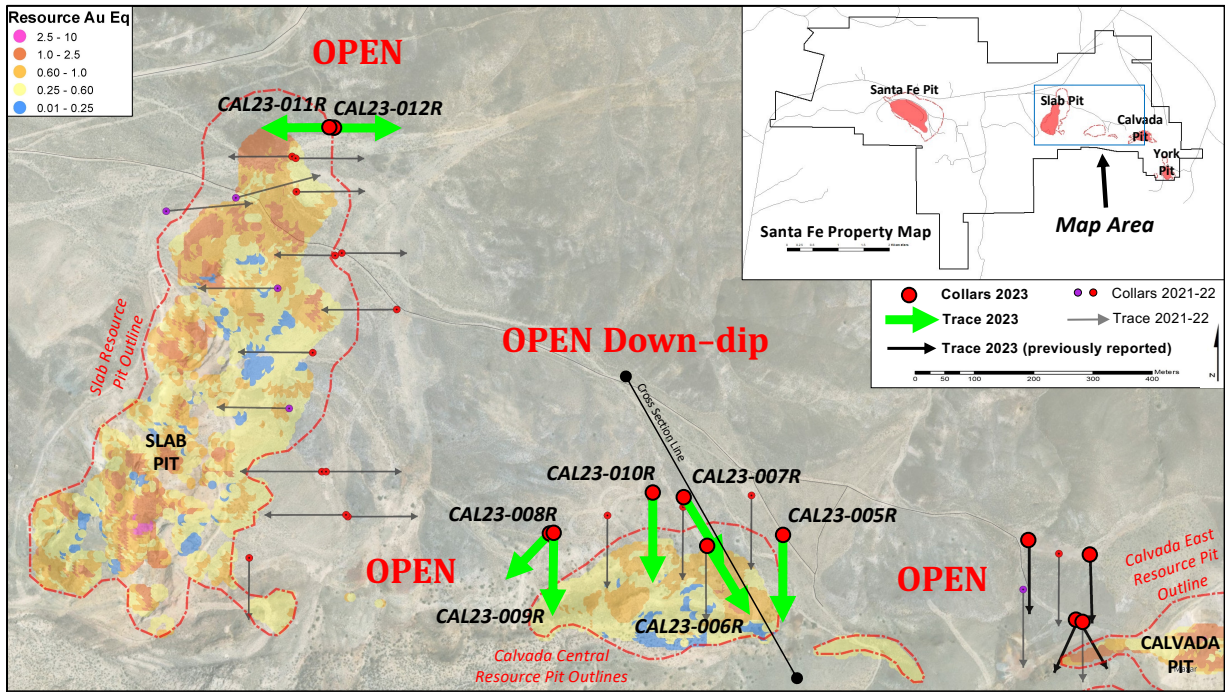 Resource Au Eq
2.5 - 10
1.0 - 2.5
0.60 - 1.0
0.25 - 0.60
0.01 - 0.25
OPEN
CAL23-011R
CAL23-012R
Slab Resource
Pit Outline
SLAB
PIT
OPEN Down-dip
Cross Section Line
CAL23-010R
CAL23-007R
CAL23-008R
CAL23-005R
OPEN
CAL23-009R
CAL23-006R
Calvada Central
Resource Pit Outlines
OPEN
Calvada East
Resource Pit
Outline
CALVADA
PIT
Santa Fe Pit
Slab Pit
Calvada
Pit
York
Pit
Map Area
Santa Fe Property Map
Collars 2023
Collars 2021-22
Trace 2023
Trace 2021-22
Trace 2023 (previously reported)
Meters
0 50 100 200 300 400
N